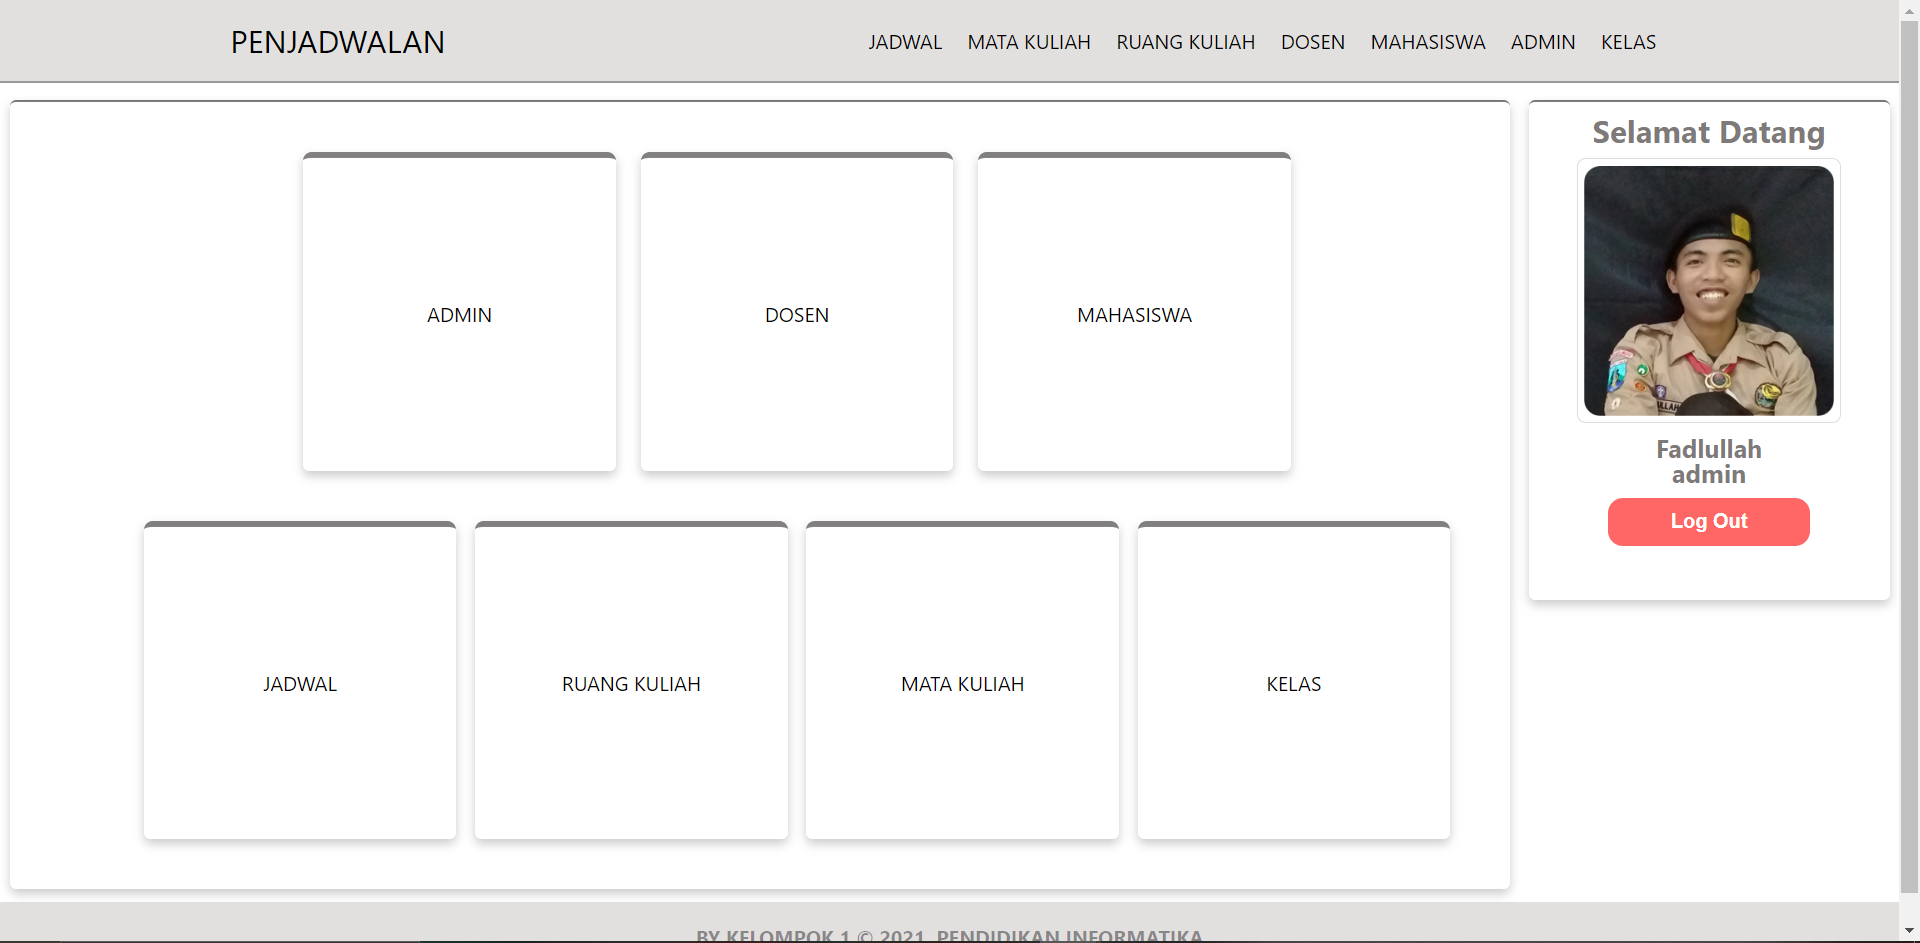 PENJADWALAN
JADWAL MATA KULIAH RUANG KULIAH DOSEN MAHASISWA ADMIN KELAS
ADMIN
DOSEN
MAHASISWA
JADWAL
RUANG KULIAH
MATA KULIAH
KELAS
Selamat Datang
Fadlullah
admin
Log Out
BY KELOMPOK 1 © 2021, PENDIDIKAN INFORMATIKA